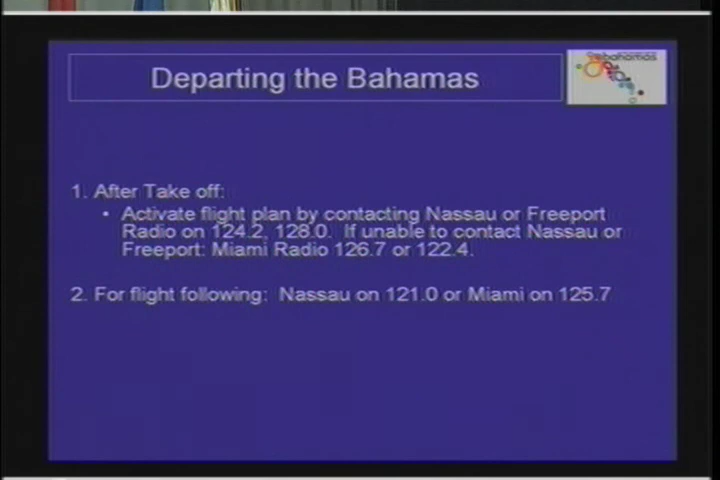 Departing the Bahamas
bahamas
1. After Take off:
• Activate flight plan by contacting Nassau or Freeport
Radio on 124.2, 128.0. If unable to contact Nassau or
Freeport: Miami Radio 126.7 or 122.4.
2. For flight following: Nassau on 121.0 or Miami on 125.7